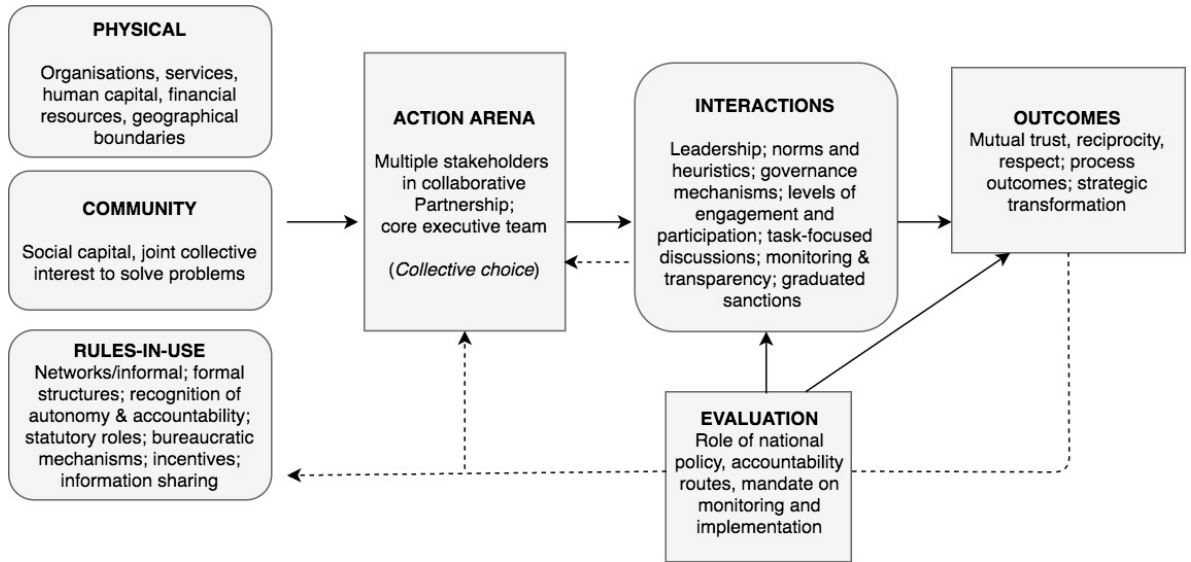 PHYSICAL
Organisations, services,
human capital, financial
resources, geographical
boundaries
COMMUNITY
Social capital, joint collective
interest to solve problems
RULES-IN-USE
Networks/informal; formal
structures; recognition of
autonomy & accountability;
statutory roles; bureaucratic
mechanisms; incentives;
information sharing
ACTION ARENA
Multiple stakeholders
in collaborative
Partnership;
core executive team
(Collective choice)
INTERACTIONS
Leadership; norms and
heuristics; governance
mechanisms; levels of
engagement and
participation; task-focused
discussions; monitoring &
transparency; graduated
sanctions
OUTCOMES
Mutual trust, reciprocity,
respect; process
outcomes; strategic
transformation
EVALUATION
Role of national
policy, accountability
routes, mandate on
monitoring and
implementation